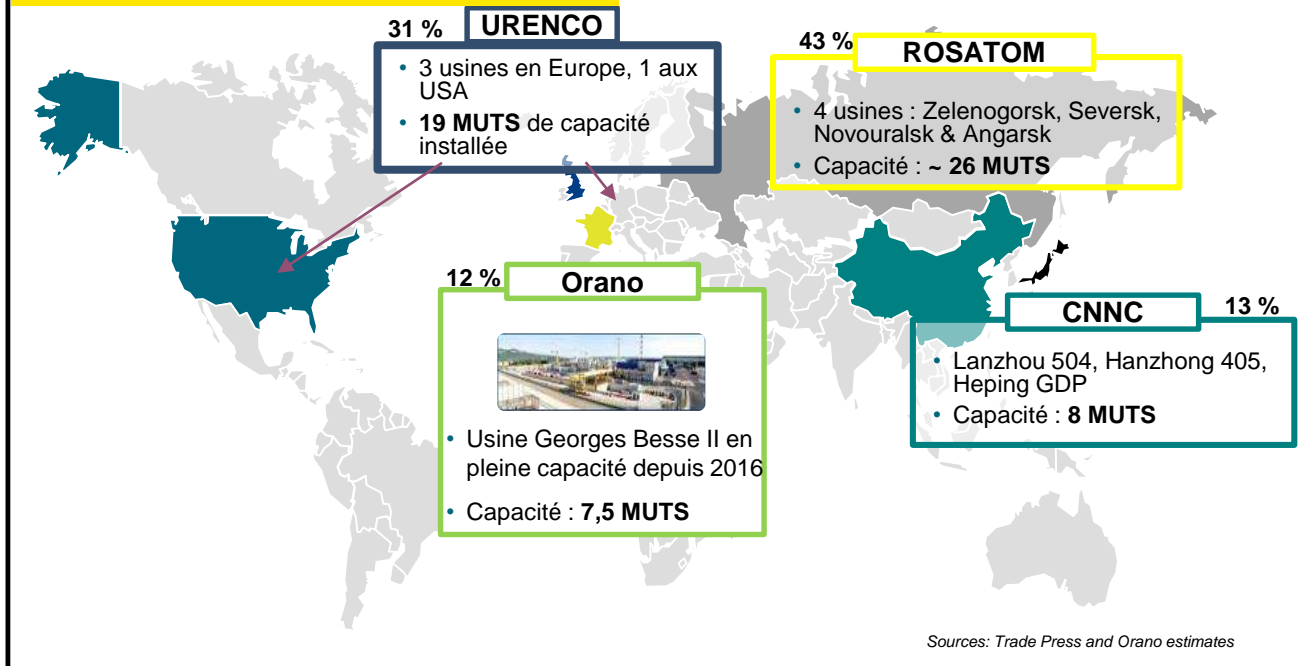 31 %
URENCO
• 3 usines en Europe, 1 aux
USA
• 19 MUTS de capacité
installée
43 %
ROSATOM
• 4 usines : Zelenogorsk, Seversk,
Novouralsk & Angarsk
• Capacité : ~ 26 MUTS
12 %
Orano
• Usine Georges Besse II en
pleine capacité depuis 2016
• Capacité : 7,5 MUTS
CNNC
13 %
• Lanzhou 504, Hanzhong 405,
Heping GDP
• Capacité : 8 MUTS
Sources: Trade Press and Orano estimates